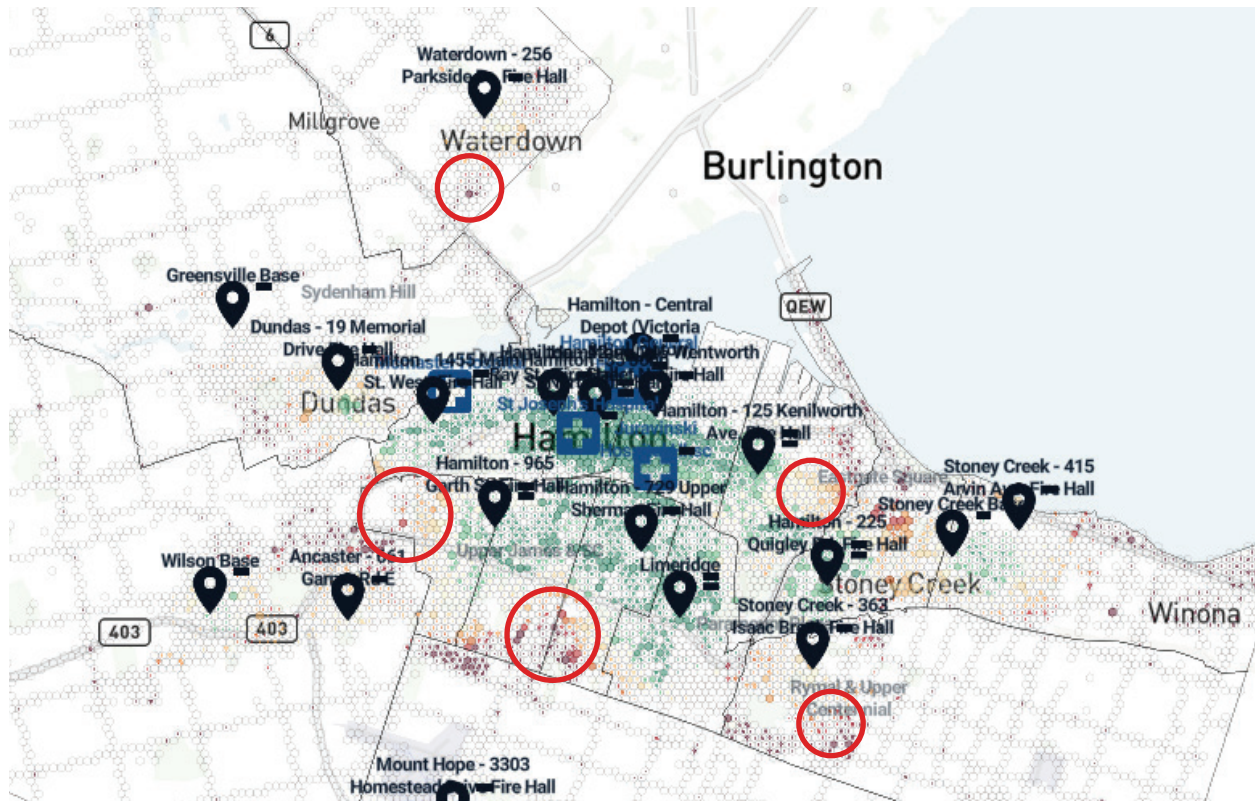 6
Waterdown - 256
Parkside Fire Hall
Millgrove
Waterdown
Burlington
Greensville Base
Sydenham Hill
QEW
Hamilton - Central
Depot (Victoria
Dundas - 19 Memorial
Drive Fire Hall
Hamilton - 1455 Main
St. West Fire Hall
Wentworth
Dundas
St Joseph's
Hamilton - 125 Kenilworth
Ave. Fire Hall
Hamilton
Juravinski
Hamilton - 965
Garth St Fire Hall
Hamilton - 729 Upper
Sherman Fire Hall
Eastgate Square
Stoney Creek - 415
Arvin Ave Fire Hall
Stoney Creek Base
Hamilton - 225
Quigley Fire Hall
Upper James &
Limeridge
Stoney Creek
Wilson Base
Ancaster -
Garner Rd E
Stoney Creek - 363
Isaac Brock Fire Hall
Winona
403
403
Rymal & Upper
Centennial
Mount Hope - 3303
Homestead Drive Fire Hall